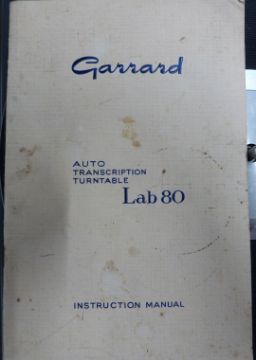 Garrard
AUTO
TRANSCRIPTION
TURNTABLE
Lab 80
INSTRUCTION MANUAL